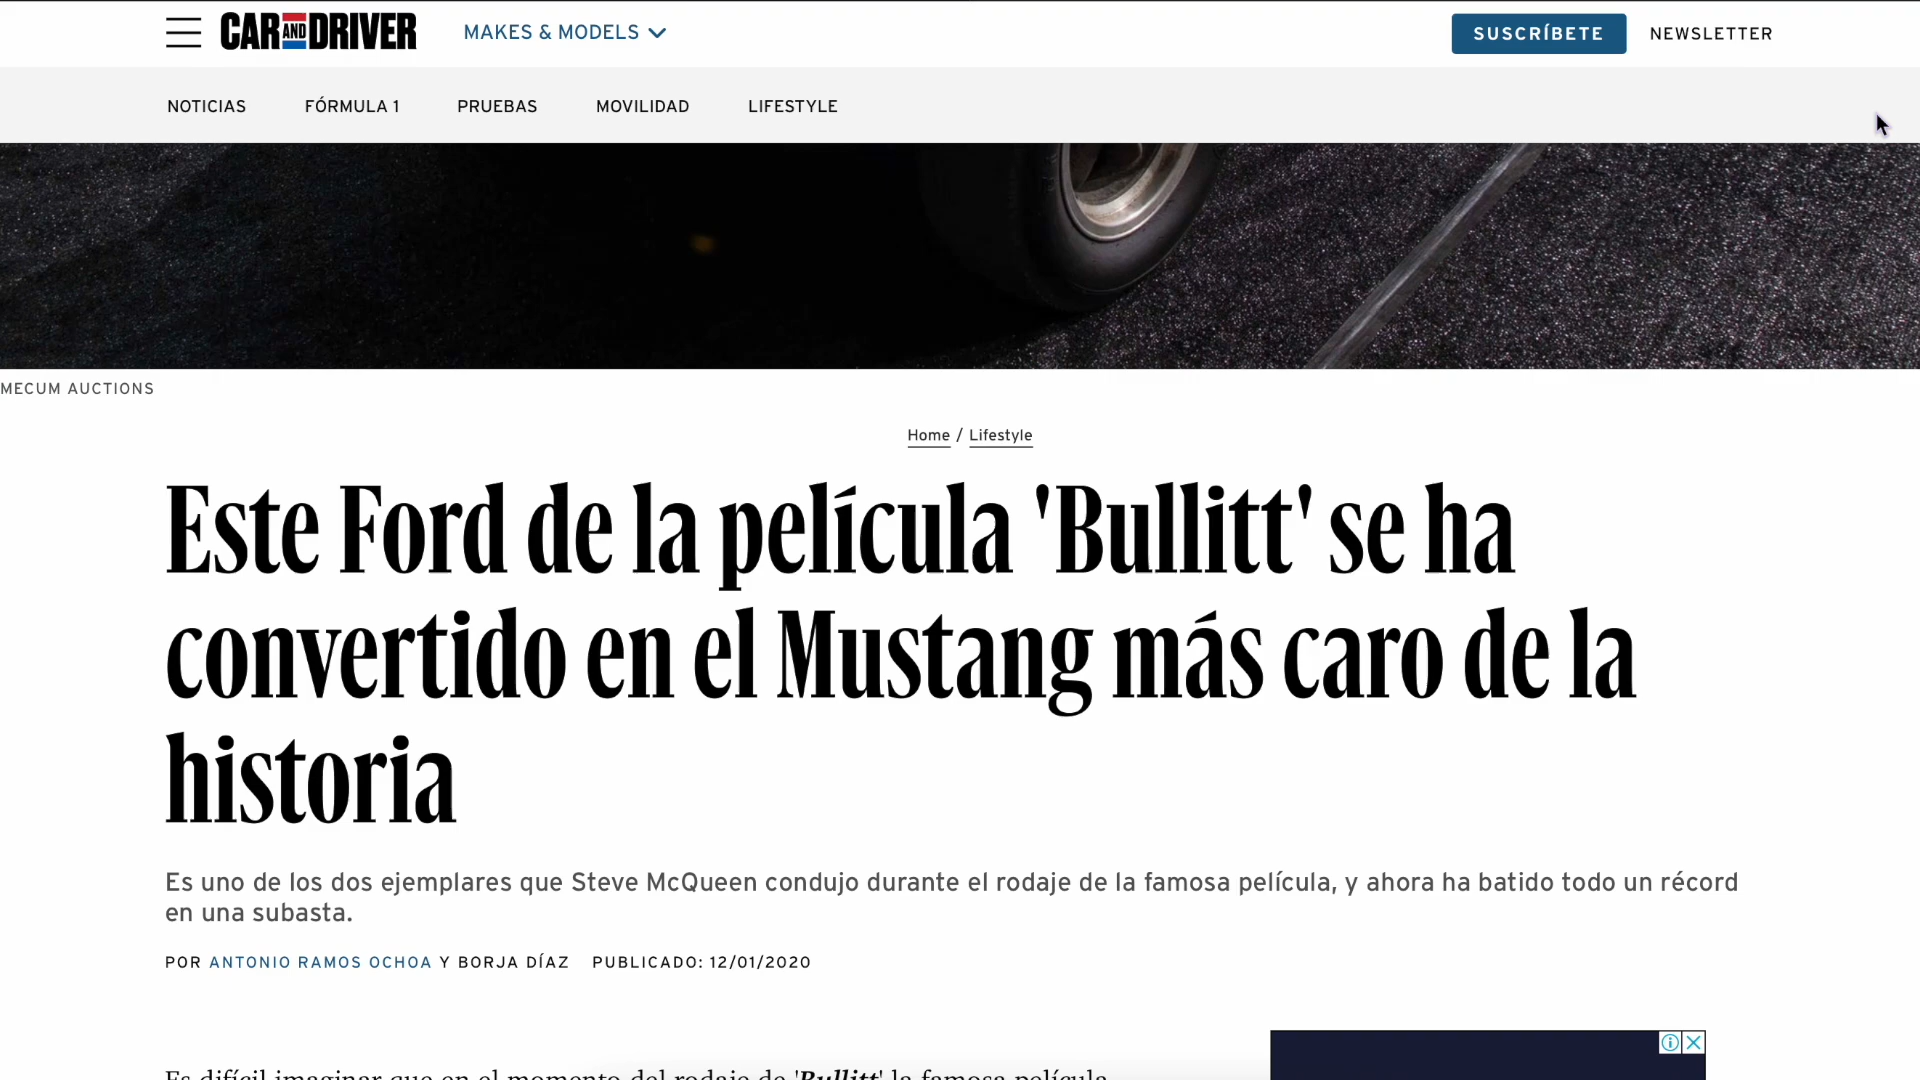 CAR AND DRIVER
MAKES & MODELS
SUSCRÍBETE
NEWSLETTER
NOTICIAS
FÓRMULA 1
PRUEBAS
MOVILIDAD
LIFESTYLE
MECUM AUCTIONS
Home / Lifestyle
Este Ford de la película 'Bullitt' se ha
convertido en el Mustang más caro de la
historia
Es uno de los dos ejemplares que Steve McQueen condujo durante el rodaje de la famosa película, y ahora ha batido todo un récord
en una subasta.
POR ANTONIO RAMOS OCHOA Y BORJA DÍAZ PUBLICADO: 12/01/2020
Es difícil imaginar que en el momento del rodaje de 'Bullitt' la famosa película